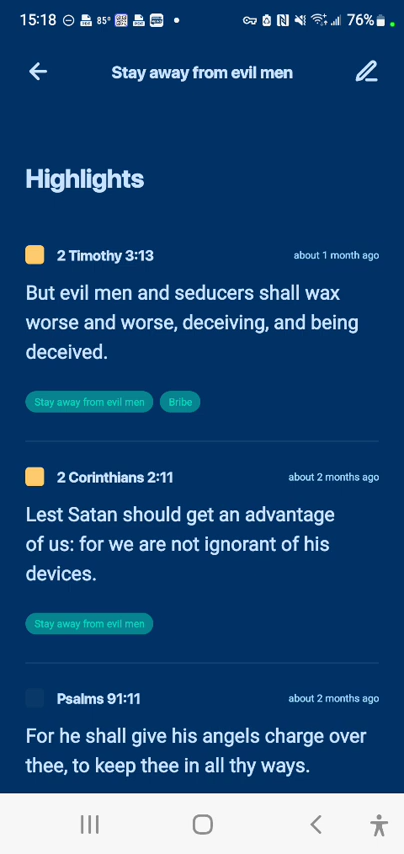 15:18 85° 76%
Stay away from evil men
Highlights
2 Timothy 3:13 about 1 month ago
But evil men and seducers shall wax
worse and worse, deceiving, and being
deceived.
Stay away from evil men Bribe
2 Corinthians 2:11 about 2 months ago
Lest Satan should get an advantage
of us: for we are not ignorant of his
devices.
Stay away from evil men
Psalms 91:11 about 2 months ago
For he shall give his angels charge over
thee, to keep thee in all thy ways.